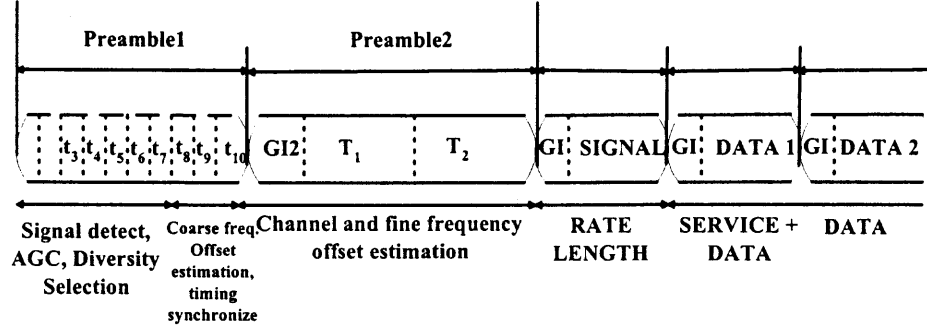 Preamble1 Preamble2
t3 t4 t5 t6 t7 t8 t9 t10 GI2 T1 T2 GI SIGNAL GI DATA 1 GI DATA 2
Signal detect,
AGC, Diversity
Selection
Coarse freq.
Offset
estimation,
timing
synchronize
Channel and fine frequency
offset estimation
RATE
LENGTH
SERVICE +
DATA
DATA